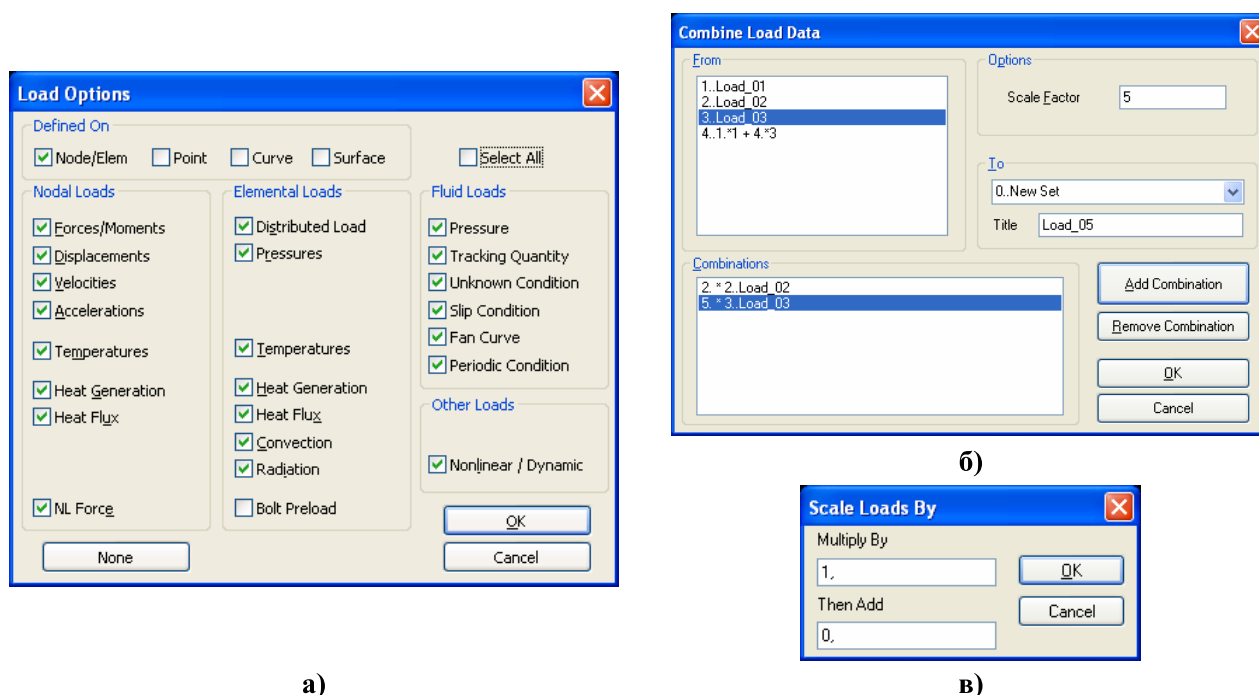 Load Options
Defined On
Node/Elem Point Curve Surface Select All
Nodal Loads
Forces/Moments
Displacements
Velocities
Accelerations
Temperatures
Heat Generation
Heat Flux
NL Force
None
Elemental Loads
Distributed Load
Pressures
Temperatures
Heat Generation
Heat Flux
Convection
Radiation
Bolt Preload
Fluid Loads
Pressure
Tracking Quantity
Unknown Condition
Slip Condition
Fan Curve
Periodic Condition
Other Loads
Nonlinear / Dynamic
OK
Cancel
а)
Combine Load Data
From
1..Load_01
2..Load_02
3..Load_03
4..1.*1 + 4.*3
Options
Scale Factor 5
To
0..New Set
Title Load_05
Combinations
2. * 2..Load_02
5. * 3..Load_03
Add Combination
Remove Combination
OK
Cancel
б)
Scale Loads By
Multiply By
1,
Then Add
0,
OK
Cancel
в)